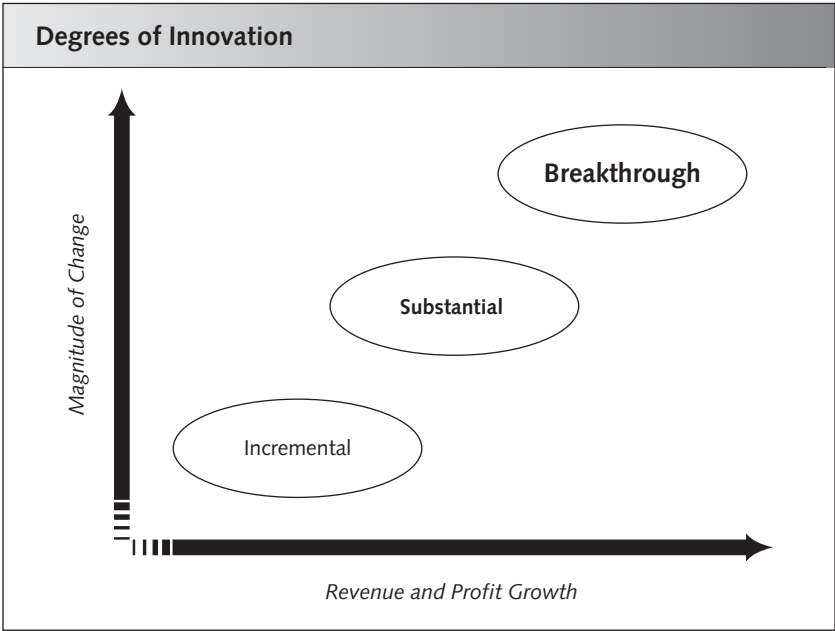 Degrees of Innovation
Breakthrough
Magnitude of Change
Substantial
Incremental
Revenue and Profit Growth